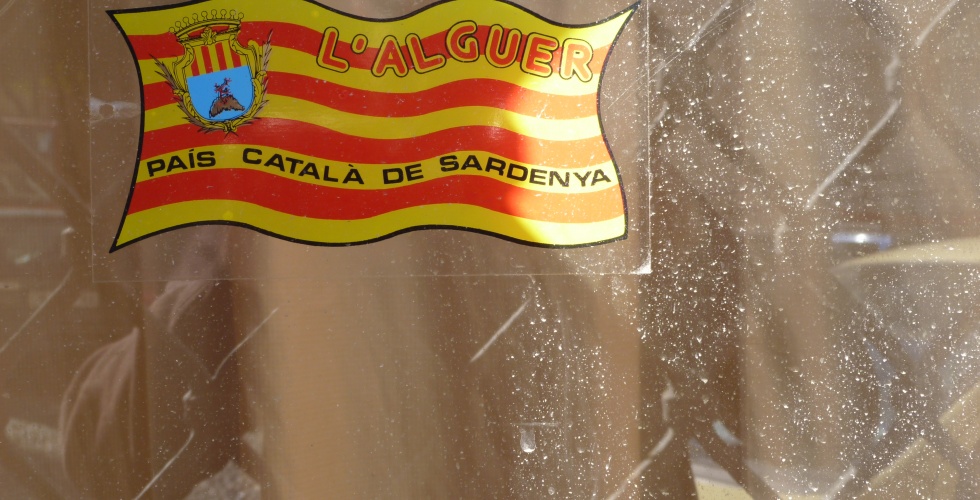 L'ALGUER
PAÍS CATALÀ DE SARDENYA